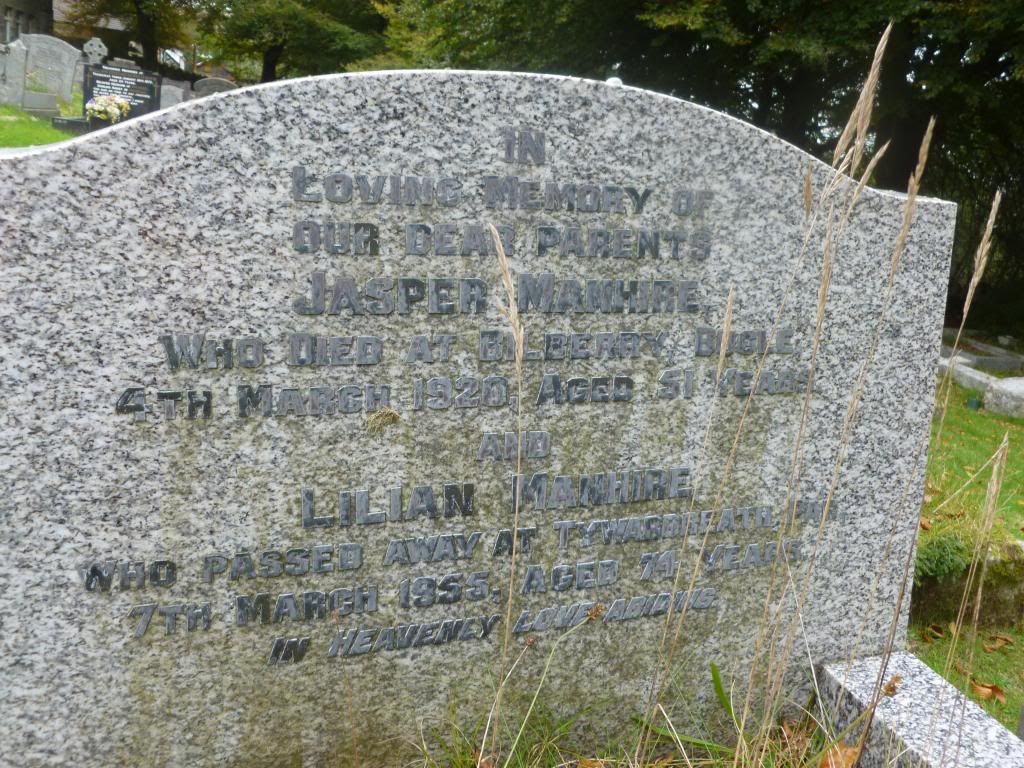 IN
LOVING MEMORY OF
OUR DEAR PARENTS
JASPER MANHIRE,
WHO DIED AT BILBERRY, BUGLE,
4TH MARCH 1920, AGED 51 YEARS.
AND
LILIAN MANHIRE,
WHO PASSED AWAY AT TYWARDREATH, PAR,
7TH MARCH 1955, AGED 74 YEARS.
IN HEAVENLY LOVE ABIDING.